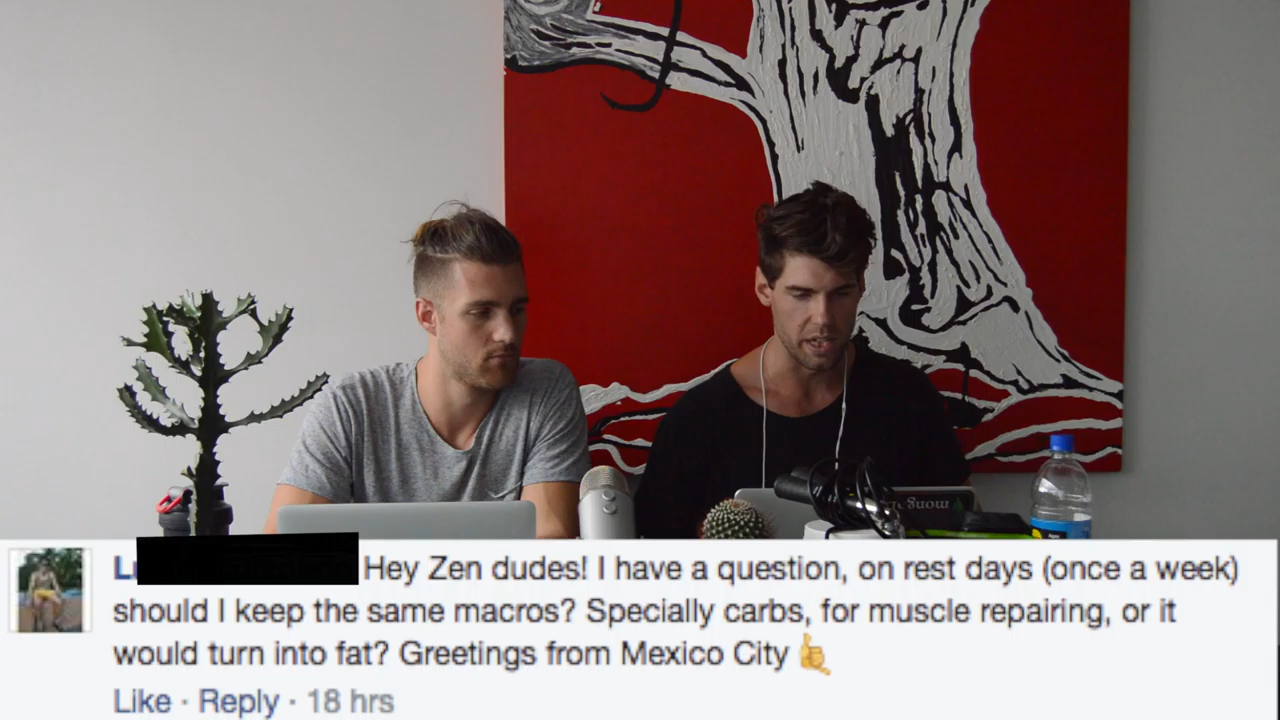 Hey Zen dudes! I have a question, on rest days (once a week)
should I keep the same macros? Specially carbs, for muscle repairing, or it
would turn into fat? Greetings from Mexico City 🤙
Like · Reply · 18 hrs